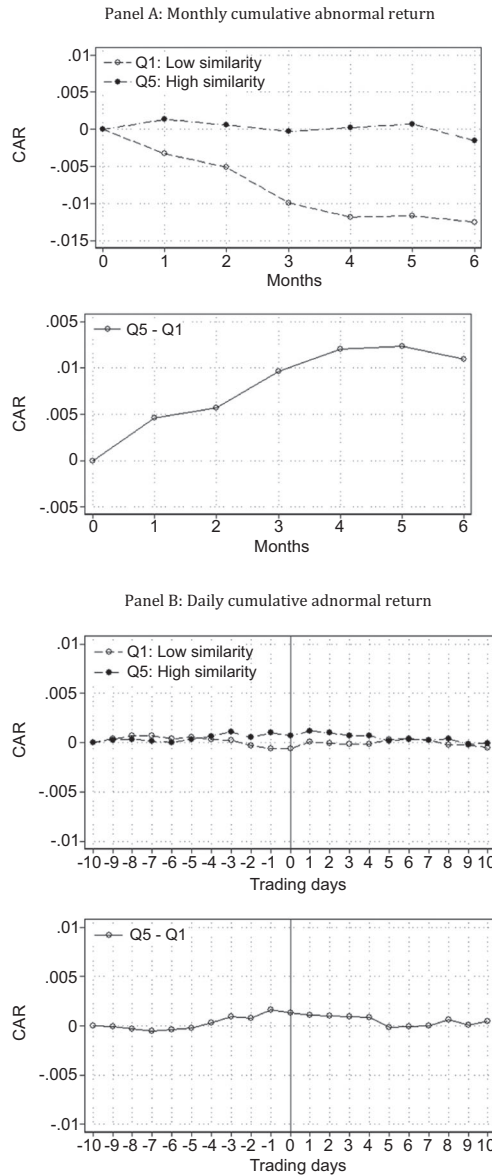 Panel A: Monthly cumulative abnormal return
.01
.005
0
-.005
-.01
-.015
CAR
Q1: Low similarity
Q5: High similarity
0 1 2 3 4 5 6
Months
.005
.01
.005
0
-.005
CAR
Q5 - Q1
0 1 2 3 4 5 6
Months
Panel B: Daily cumulative adnormal return
.01
.005
0
-.005
-.01
CAR
Q1: Low similarity
Q5: High similarity
-10 -9 -8 -7 -6 -5 -4 -3 -2 -1 0 1 2 3 4 5 6 7 8 9 10
Trading days
.01
.005
0
-.005
-.01
CAR
Q5 - Q1
-10 -9 -8 -7 -6 -5 -4 -3 -2 -1 0 1 2 3 4 5 6 7 8 9 10
Trading days